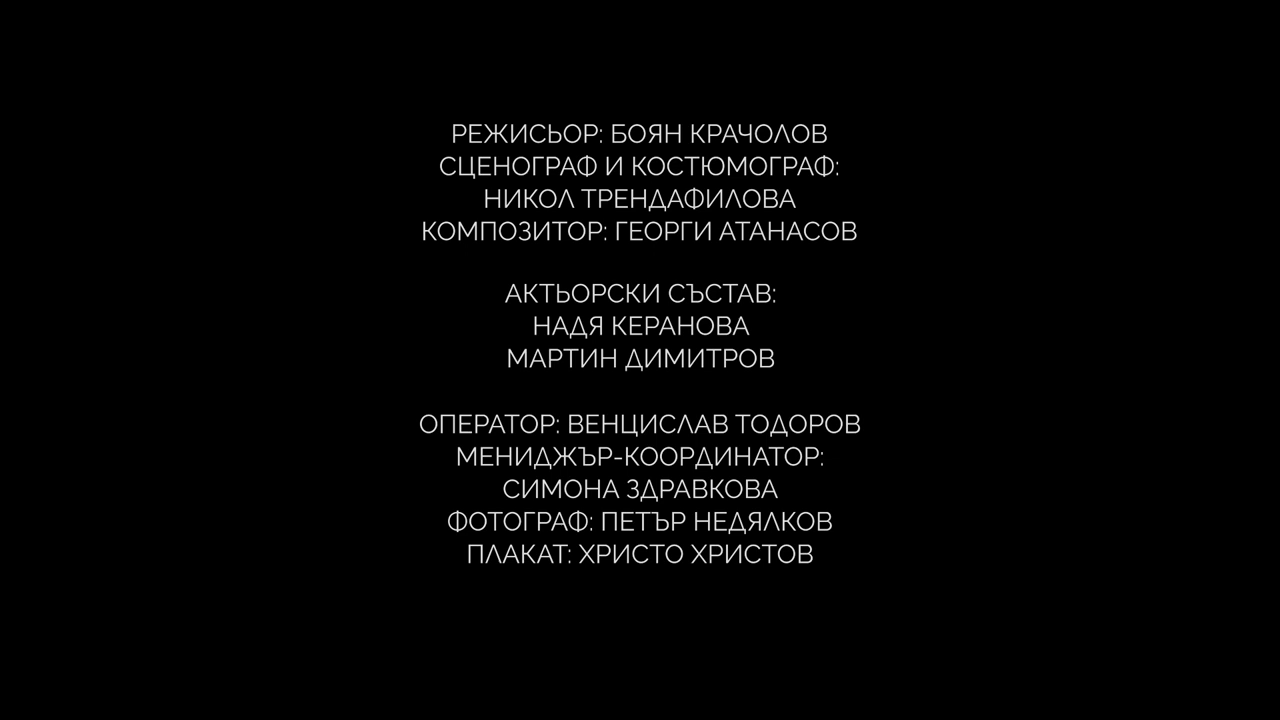 РЕЖИСЬОР: БОЯН КРАЧОЛОВ
СЦЕНОГРАФ И КОСТЮМОГРАФ:
НИКОЛ ТРЕНДАФИЛОВА
КОМПОЗИТОР: ГЕОРГИ АТАНАСОВ
АКТЬОРСКИ СЪСТАВ:
НАДЯ КЕРАНОВА
МАРТИН ДИМИТРОВ
ОПЕРАТОР: ВЕНЦИСЛАВ ТОДОРОВ
МЕНИДЖЪР-КООРДИНАТОР:
СИМОНА ЗДРАВКОВА
ФОТОГРАФ: ПЕТЪР НЕДЯЛКОВ
ПЛАКАТ: ХРИСТО ХРИСТОВ